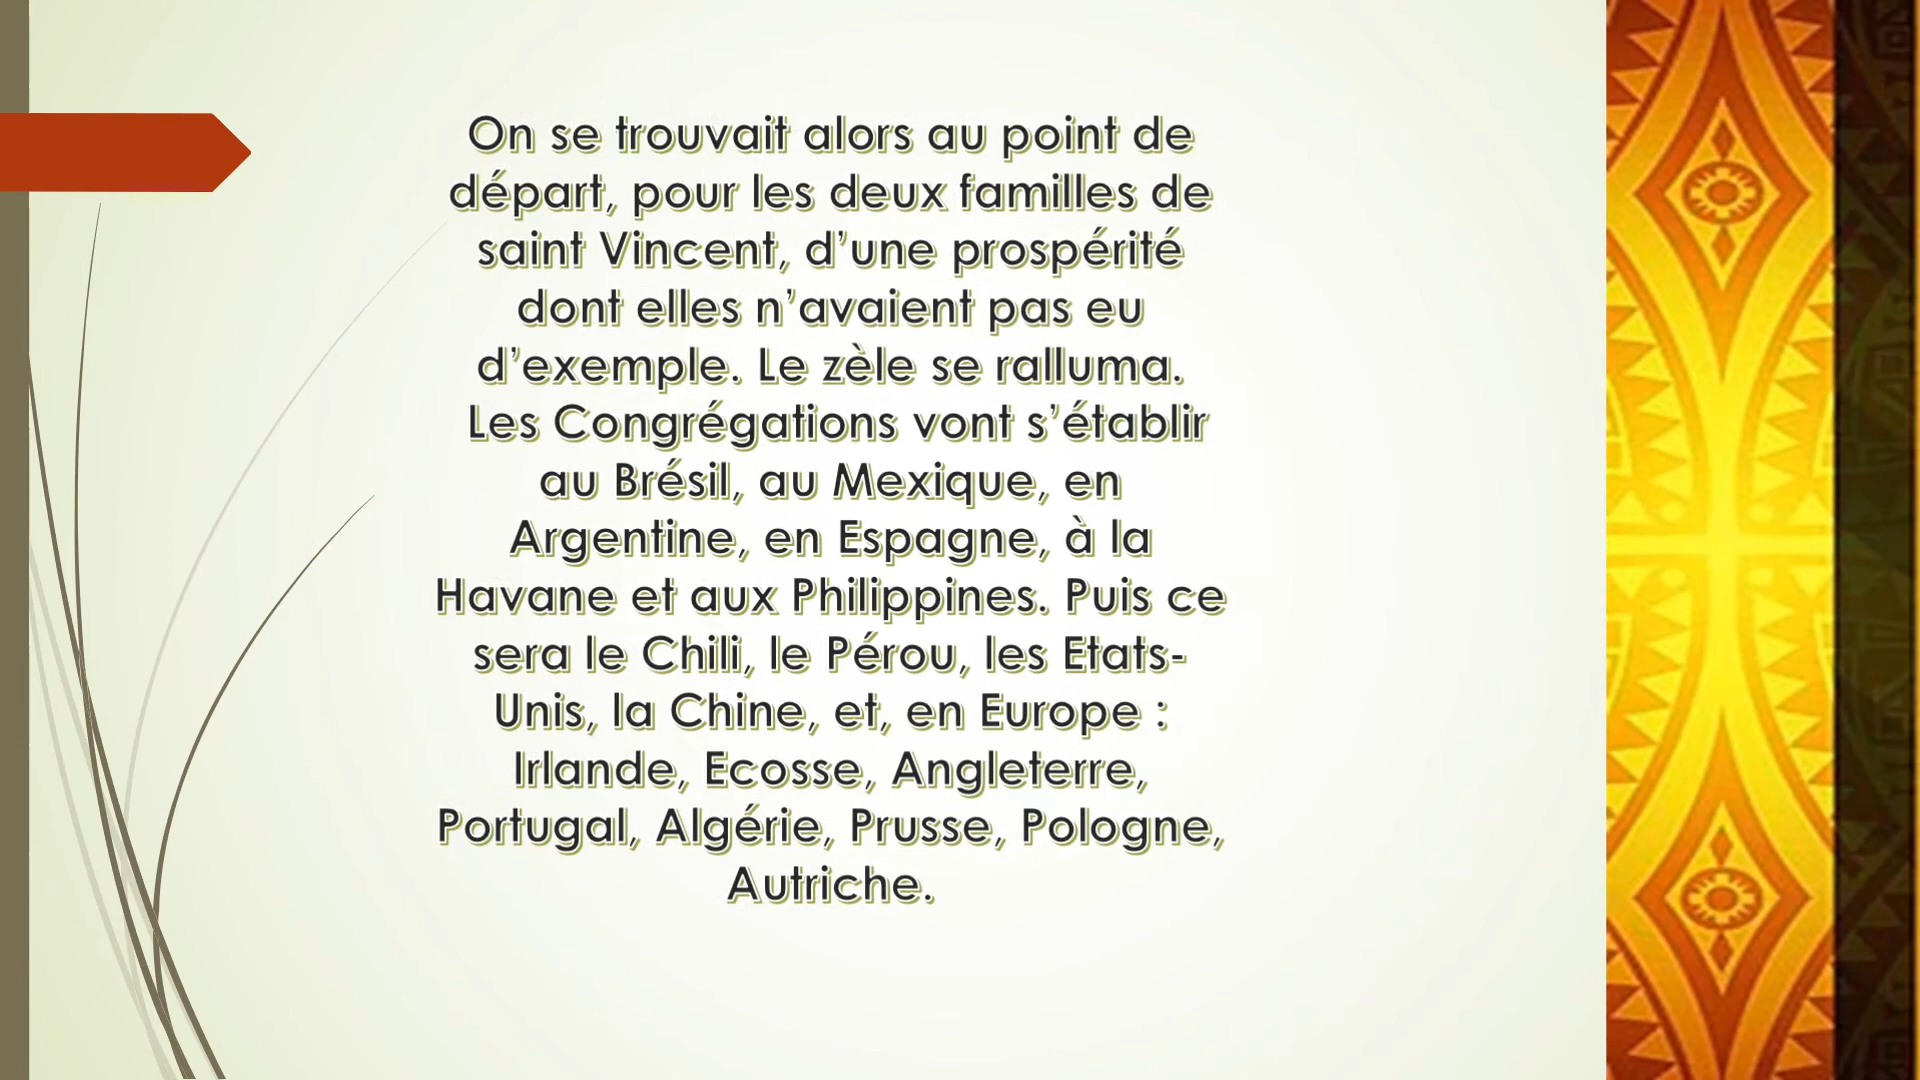 On se trouvait alors au point de
départ, pour les deux familles de
saint Vincent, d’une prospérité
dont elles n’avaient pas eu
d’exemple. Le zèle se ralluma.
Les Congrégations vont s’établir
au Brésil, au Mexique, en
Argentine, en Espagne, à la
Havane et aux Philippines. Puis ce
sera le Chili, le Pérou, les Etats-
Unis, la Chine, et, en Europe :
Irlande, Ecosse, Angleterre,
Portugal, Algérie, Prusse, Pologne,
Autriche.